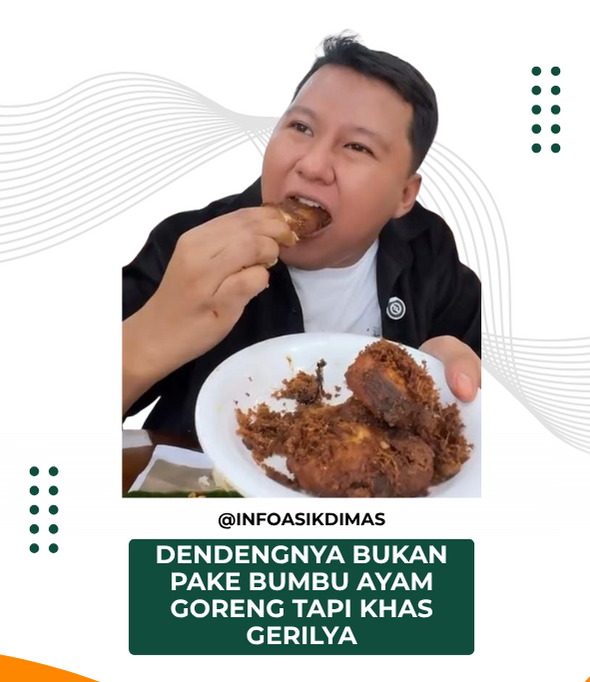 @INFOASIKDIMAS
DENDENGNYA BUKAN
PAKE BUMBU AYAM
GORENG TAPI KHAS
GERILYA